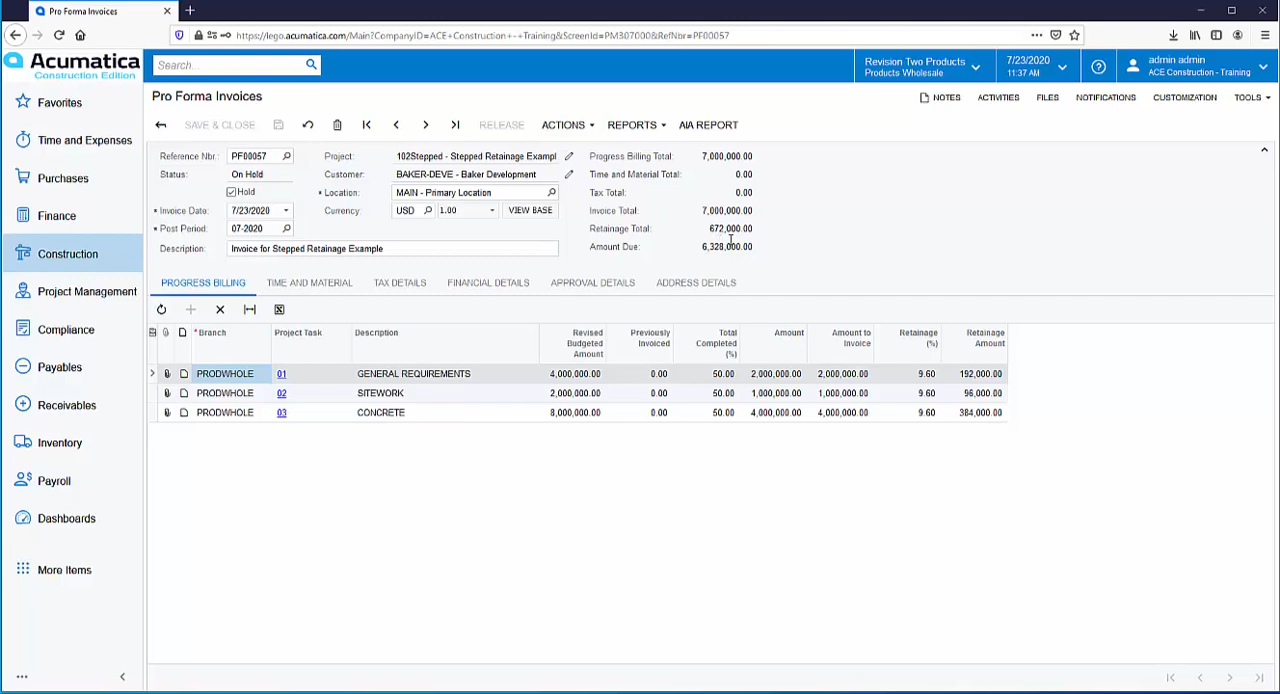 Pro Forma Invoices
https://lego.acumatica.com/Main?CompanyID=ACE+Construction+-+Training&ScreenId=PM307000&RefNbr=PF00057
Acumatica
Construction Edition
Search...
Revision Two Products
Products Wholesale
7/23/2020
11:37 AM
admin admin
ACE Construction - Training
Favorites
Time and Expenses
Purchases
Finance
Construction
Project Management
Compliance
Payables
Receivables
Inventory
Payroll
Dashboards
More Items
Pro Forma Invoices
NOTES ACTIVITIES FILES NOTIFICATIONS CUSTOMIZATION TOOLS
SAVE & CLOSE RELEASE ACTIONS REPORTS AIA REPORT
Reference Nbr.: PF00057 Project: 102Stepped - Stepped Retainage Exampl Progress Billing Total: 7,000,000.00
Status: On Hold Customer: BAKER-DEVE - Baker Development Time and Material Total: 0.00
Hold * Location: MAIN - Primary Location Tax Total: 0.00
* Invoice Date: 7/23/2020 Currency: USD 1.00 VIEW BASE Invoice Total: 7,000,000.00
* Post Period: 07-2020 Retainage Total: 672,000.00
Description: Invoice for Stepped Retainage Example Amount Due: 6,328,000.00
PROGRESS BILLING TIME AND MATERIAL TAX DETAILS FINANCIAL DETAILS APPROVAL DETAILS ADDRESS DETAILS
* Branch Project Task Description Revised Budgeted Amount Previously Invoiced Total Completed (%) Amount Amount to Invoice Retainage (%) Retainage Amount
PRODWHOLE 01 GENERAL REQUIREMENTS 4,000,000.00 0.00 50.00 2,000,000.00 2,000,000.00 9.60 192,000.00
PRODWHOLE 02 SITEWORK 2,000,000.00 0.00 50.00 1,000,000.00 1,000,000.00 9.60 96,000.00
PRODWHOLE 03 CONCRETE 8,000,000.00 0.00 50.00 4,000,000.00 4,000,000.00 9.60 384,000.00